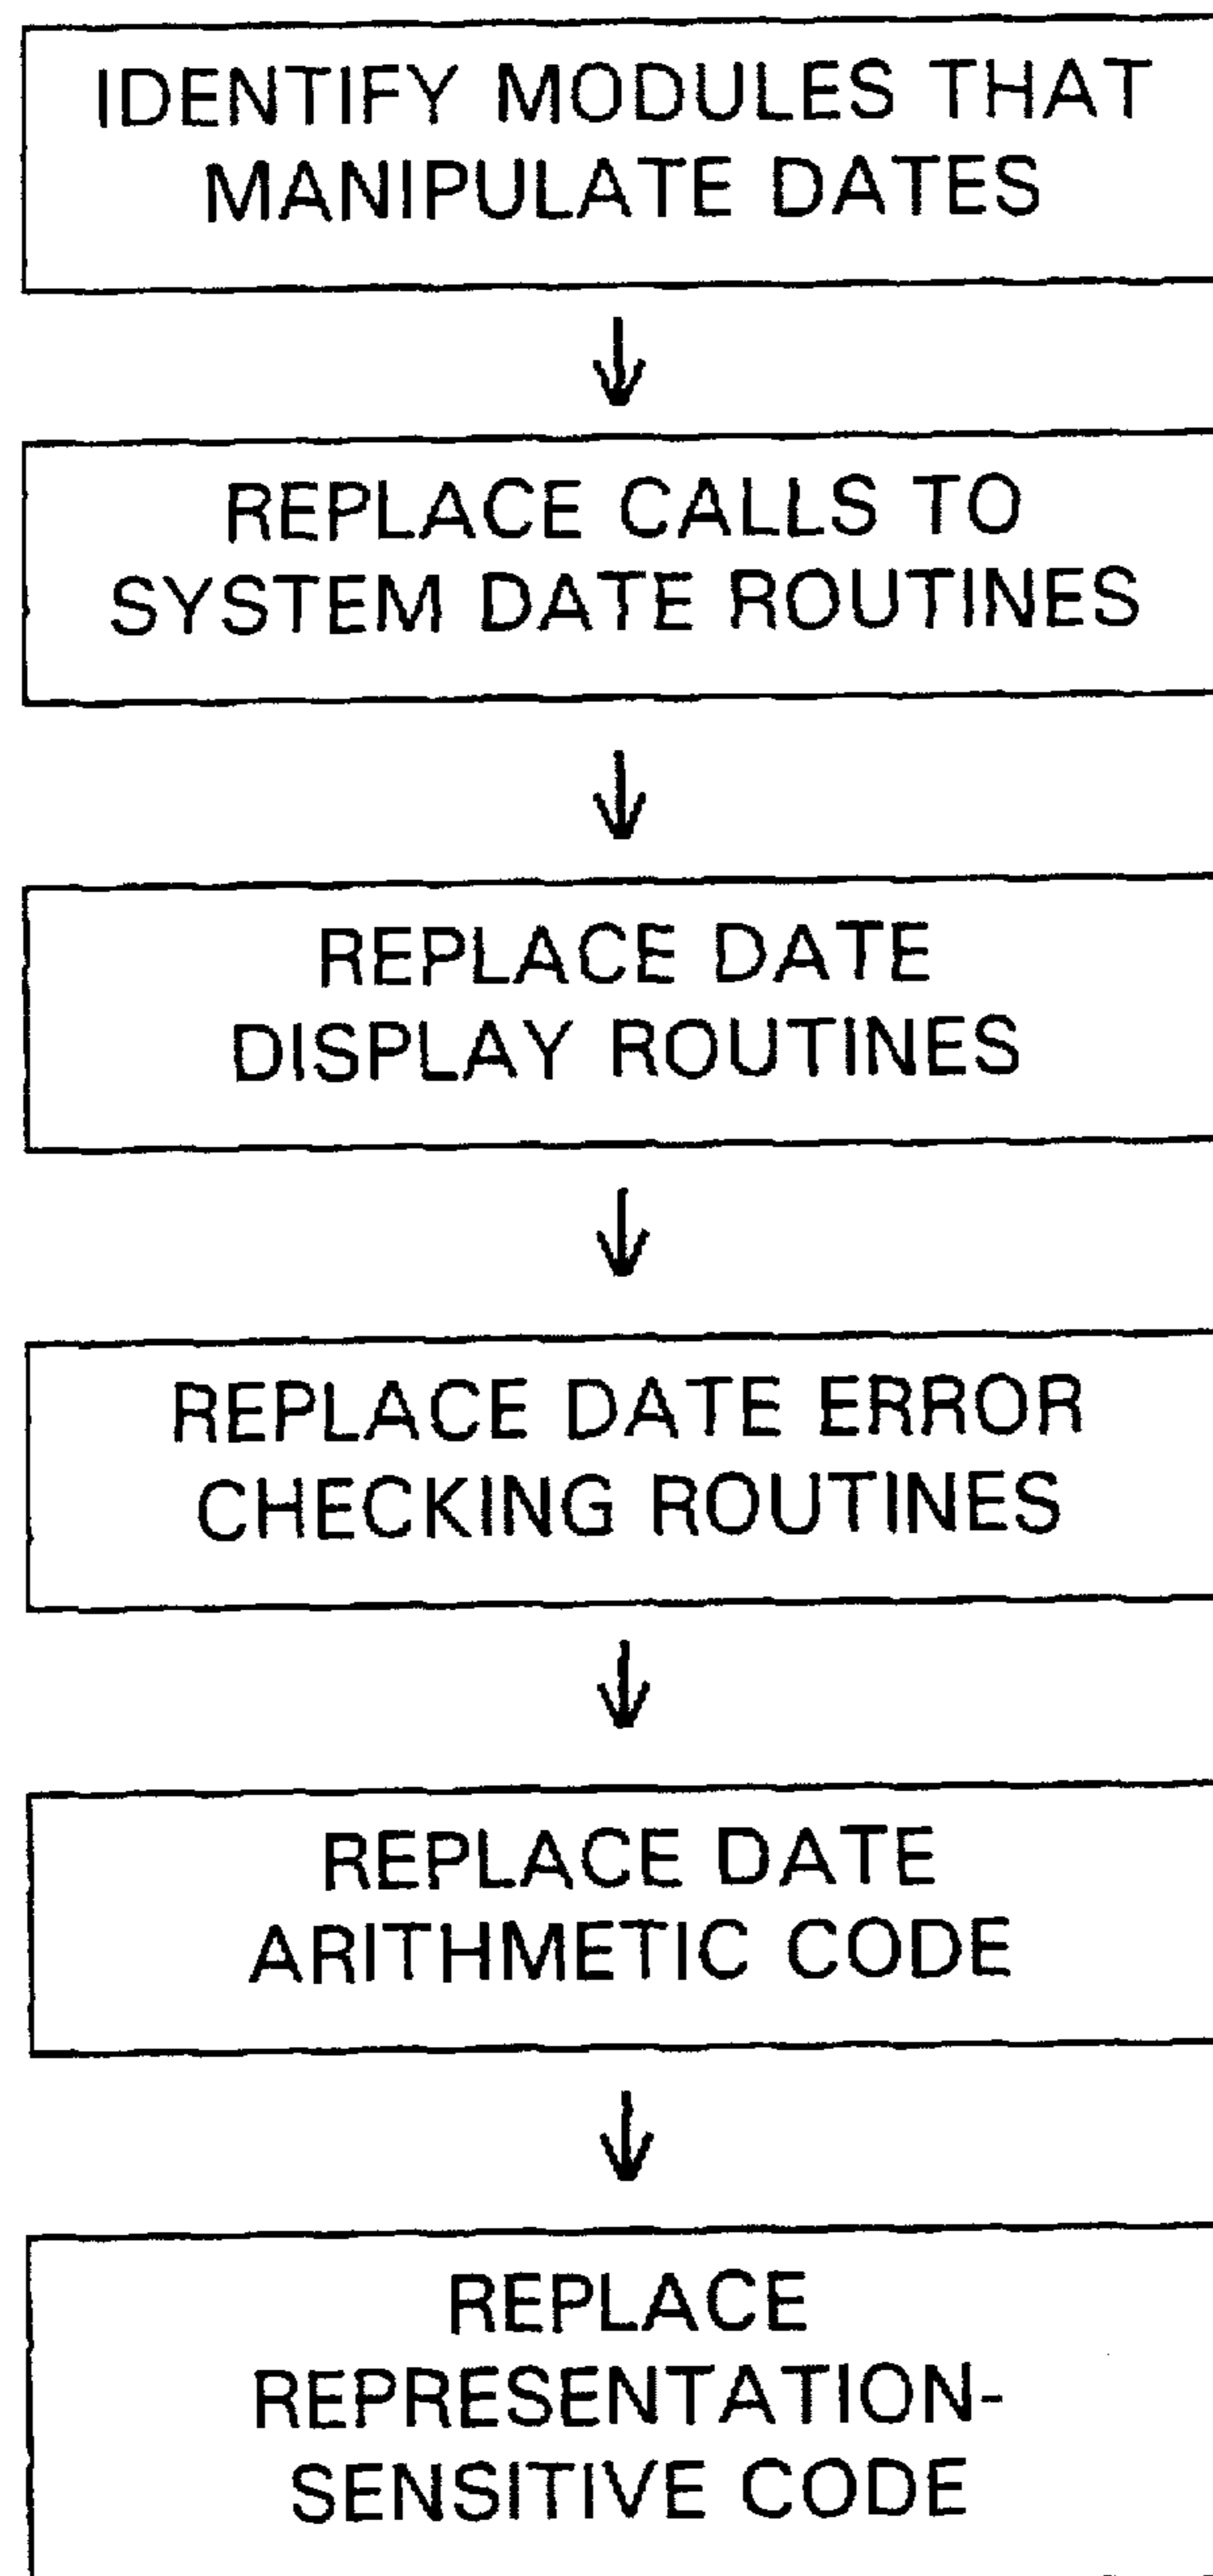 IDENTIFY MODULES THAT
MANIPULATE DATES
REPLACE CALLS TO
SYSTEM DATE ROUTINES
REPLACE DATE
DISPLAY ROUTINES
REPLACE DATE ERROR
CHECKING ROUTINES
REPLACE DATE
ARITHMETIC CODE
REPLACE
REPRESENTATION-
SENSITIVE CODE